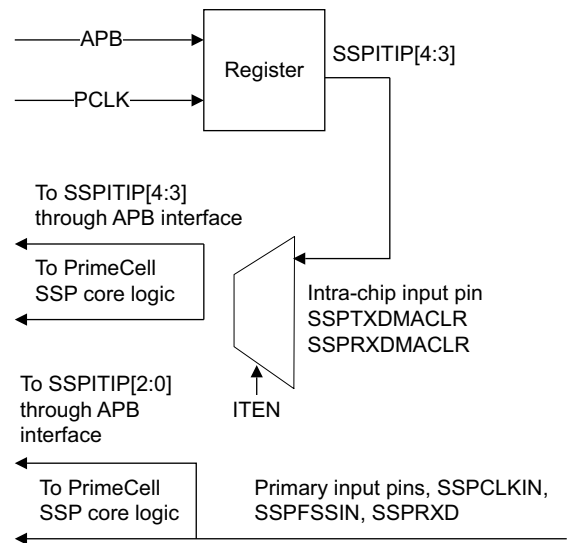 APB
PCLK
Register
SSPITIP[4:3]
To SSPITIP[4:3]
through APB interface
To PrimeCell
SSP core logic
Intra-chip input pin
SSPTXDMACLR
SSPRXDMACLR
ITEN
To SSPITIP[2:0]
through APB
interface
To PrimeCell
SSP core logic
Primary input pins, SSPCLKIN,
SSPFSSIN, SSPRXD